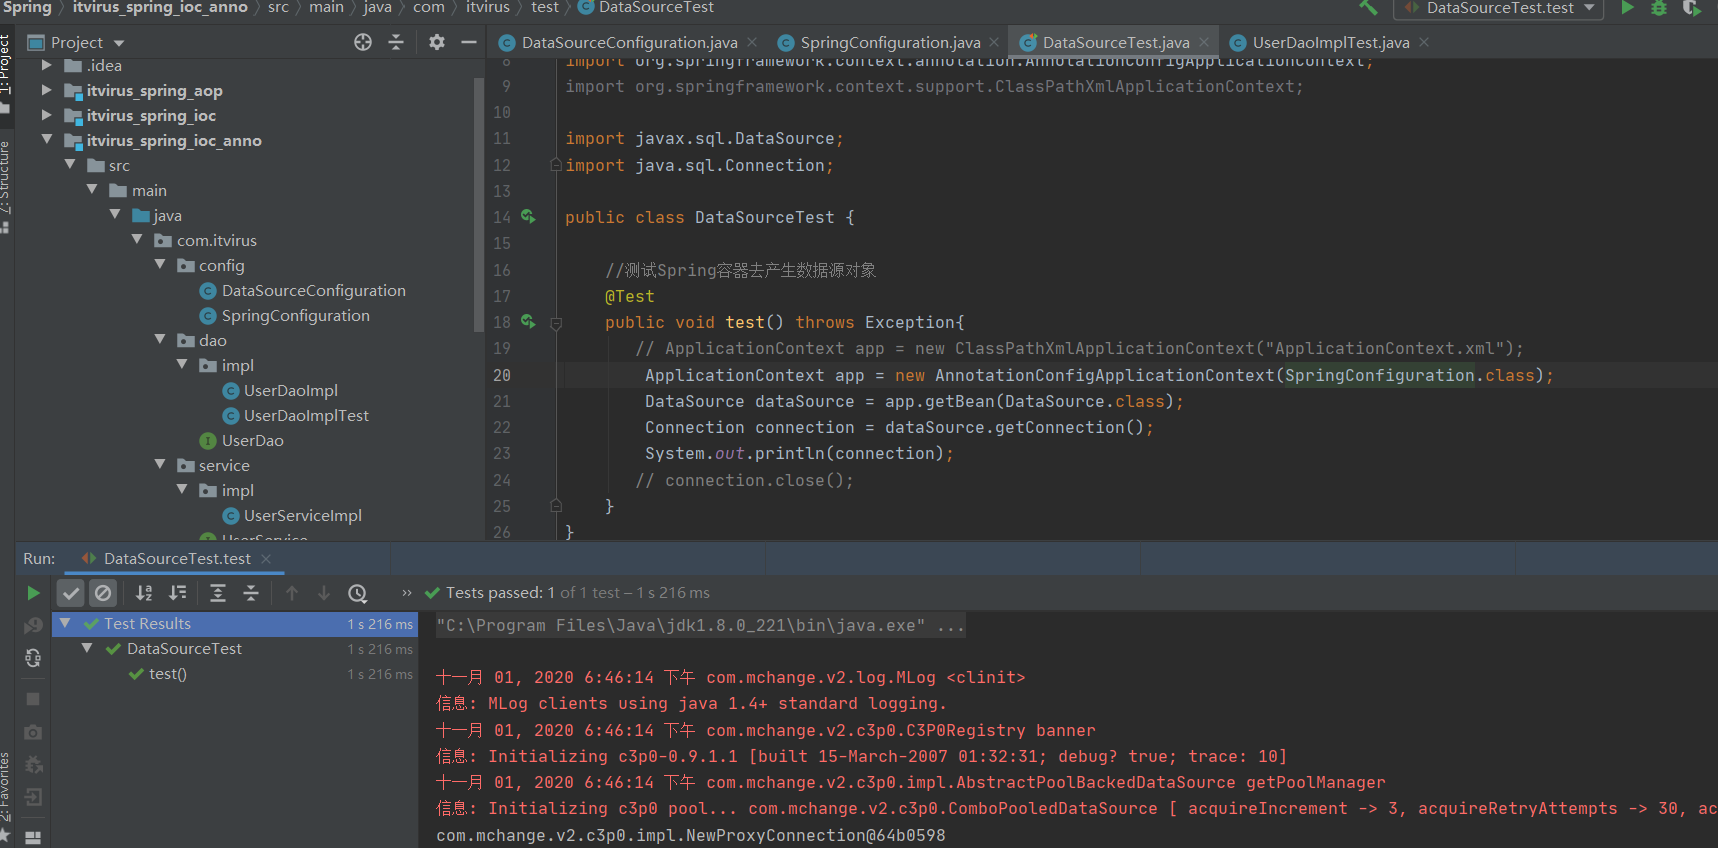 Spring itvirus_spring_ioc_anno src main java com itvirus test DataSourceTest DataSourceTest.test
1: Project
7: Structure
2: Favorites
Project
.idea
itvirus_spring_aop
itvirus_spring_ioc
itvirus_spring_ioc_anno
src
main
java
com.itvirus
config
DataSourceConfiguration
SpringConfiguration
dao
impl
UserDaoImpl
UserDaoImplTest
UserDao
service
impl
UserServiceImpl
UserService
DataSourceConfiguration.java SpringConfiguration.java DataSourceTest.java UserDaoImplTest.java
8 import org.springframework.context.annotation.AnnotationConfigApplicationContext;
9 import org.springframework.context.support.ClassPathXmlApplicationContext;
10
11 import javax.sql.DataSource;
12 import java.sql.Connection;
13
14 public class DataSourceTest {
15
16 //测试Spring容器去产生数据源对象
17 @Test
18 public void test() throws Exception{
19 // ApplicationContext app = new ClassPathXmlApplicationContext("ApplicationContext.xml");
20 ApplicationContext app = new AnnotationConfigApplicationContext(SpringConfiguration.class);
21 DataSource dataSource = app.getBean(DataSource.class);
22 Connection connection = dataSource.getConnection();
23 System.out.println(connection);
24 // connection.close();
25 }
26 }
Run: DataSourceTest.test
Tests passed: 1 of 1 test – 1 s 216 ms
Test Results 1 s 216 ms
DataSourceTest 1 s 216 ms
test() 1 s 216 ms
"C:\Program Files\Java\jdk1.8.0_221\bin\java.exe" ...
十一月 01, 2020 6:46:14 下午 com.mchange.v2.log.MLog <clinit>
信息: MLog clients using java 1.4+ standard logging.
十一月 01, 2020 6:46:14 下午 com.mchange.v2.c3p0.C3P0Registry banner
信息: Initializing c3p0-0.9.1.1 [built 15-March-2007 01:32:31; debug? true; trace: 10]
十一月 01, 2020 6:46:14 下午 com.mchange.v2.c3p0.impl.AbstractPoolBackedDataSource getPoolManager
信息: Initializing c3p0 pool... com.mchange.v2.c3p0.ComboPooledDataSource [ acquireIncrement -> 3, acquireRetryAttempts -> 30, ac
com.mchange.v2.c3p0.impl.NewProxyConnection@64b0598